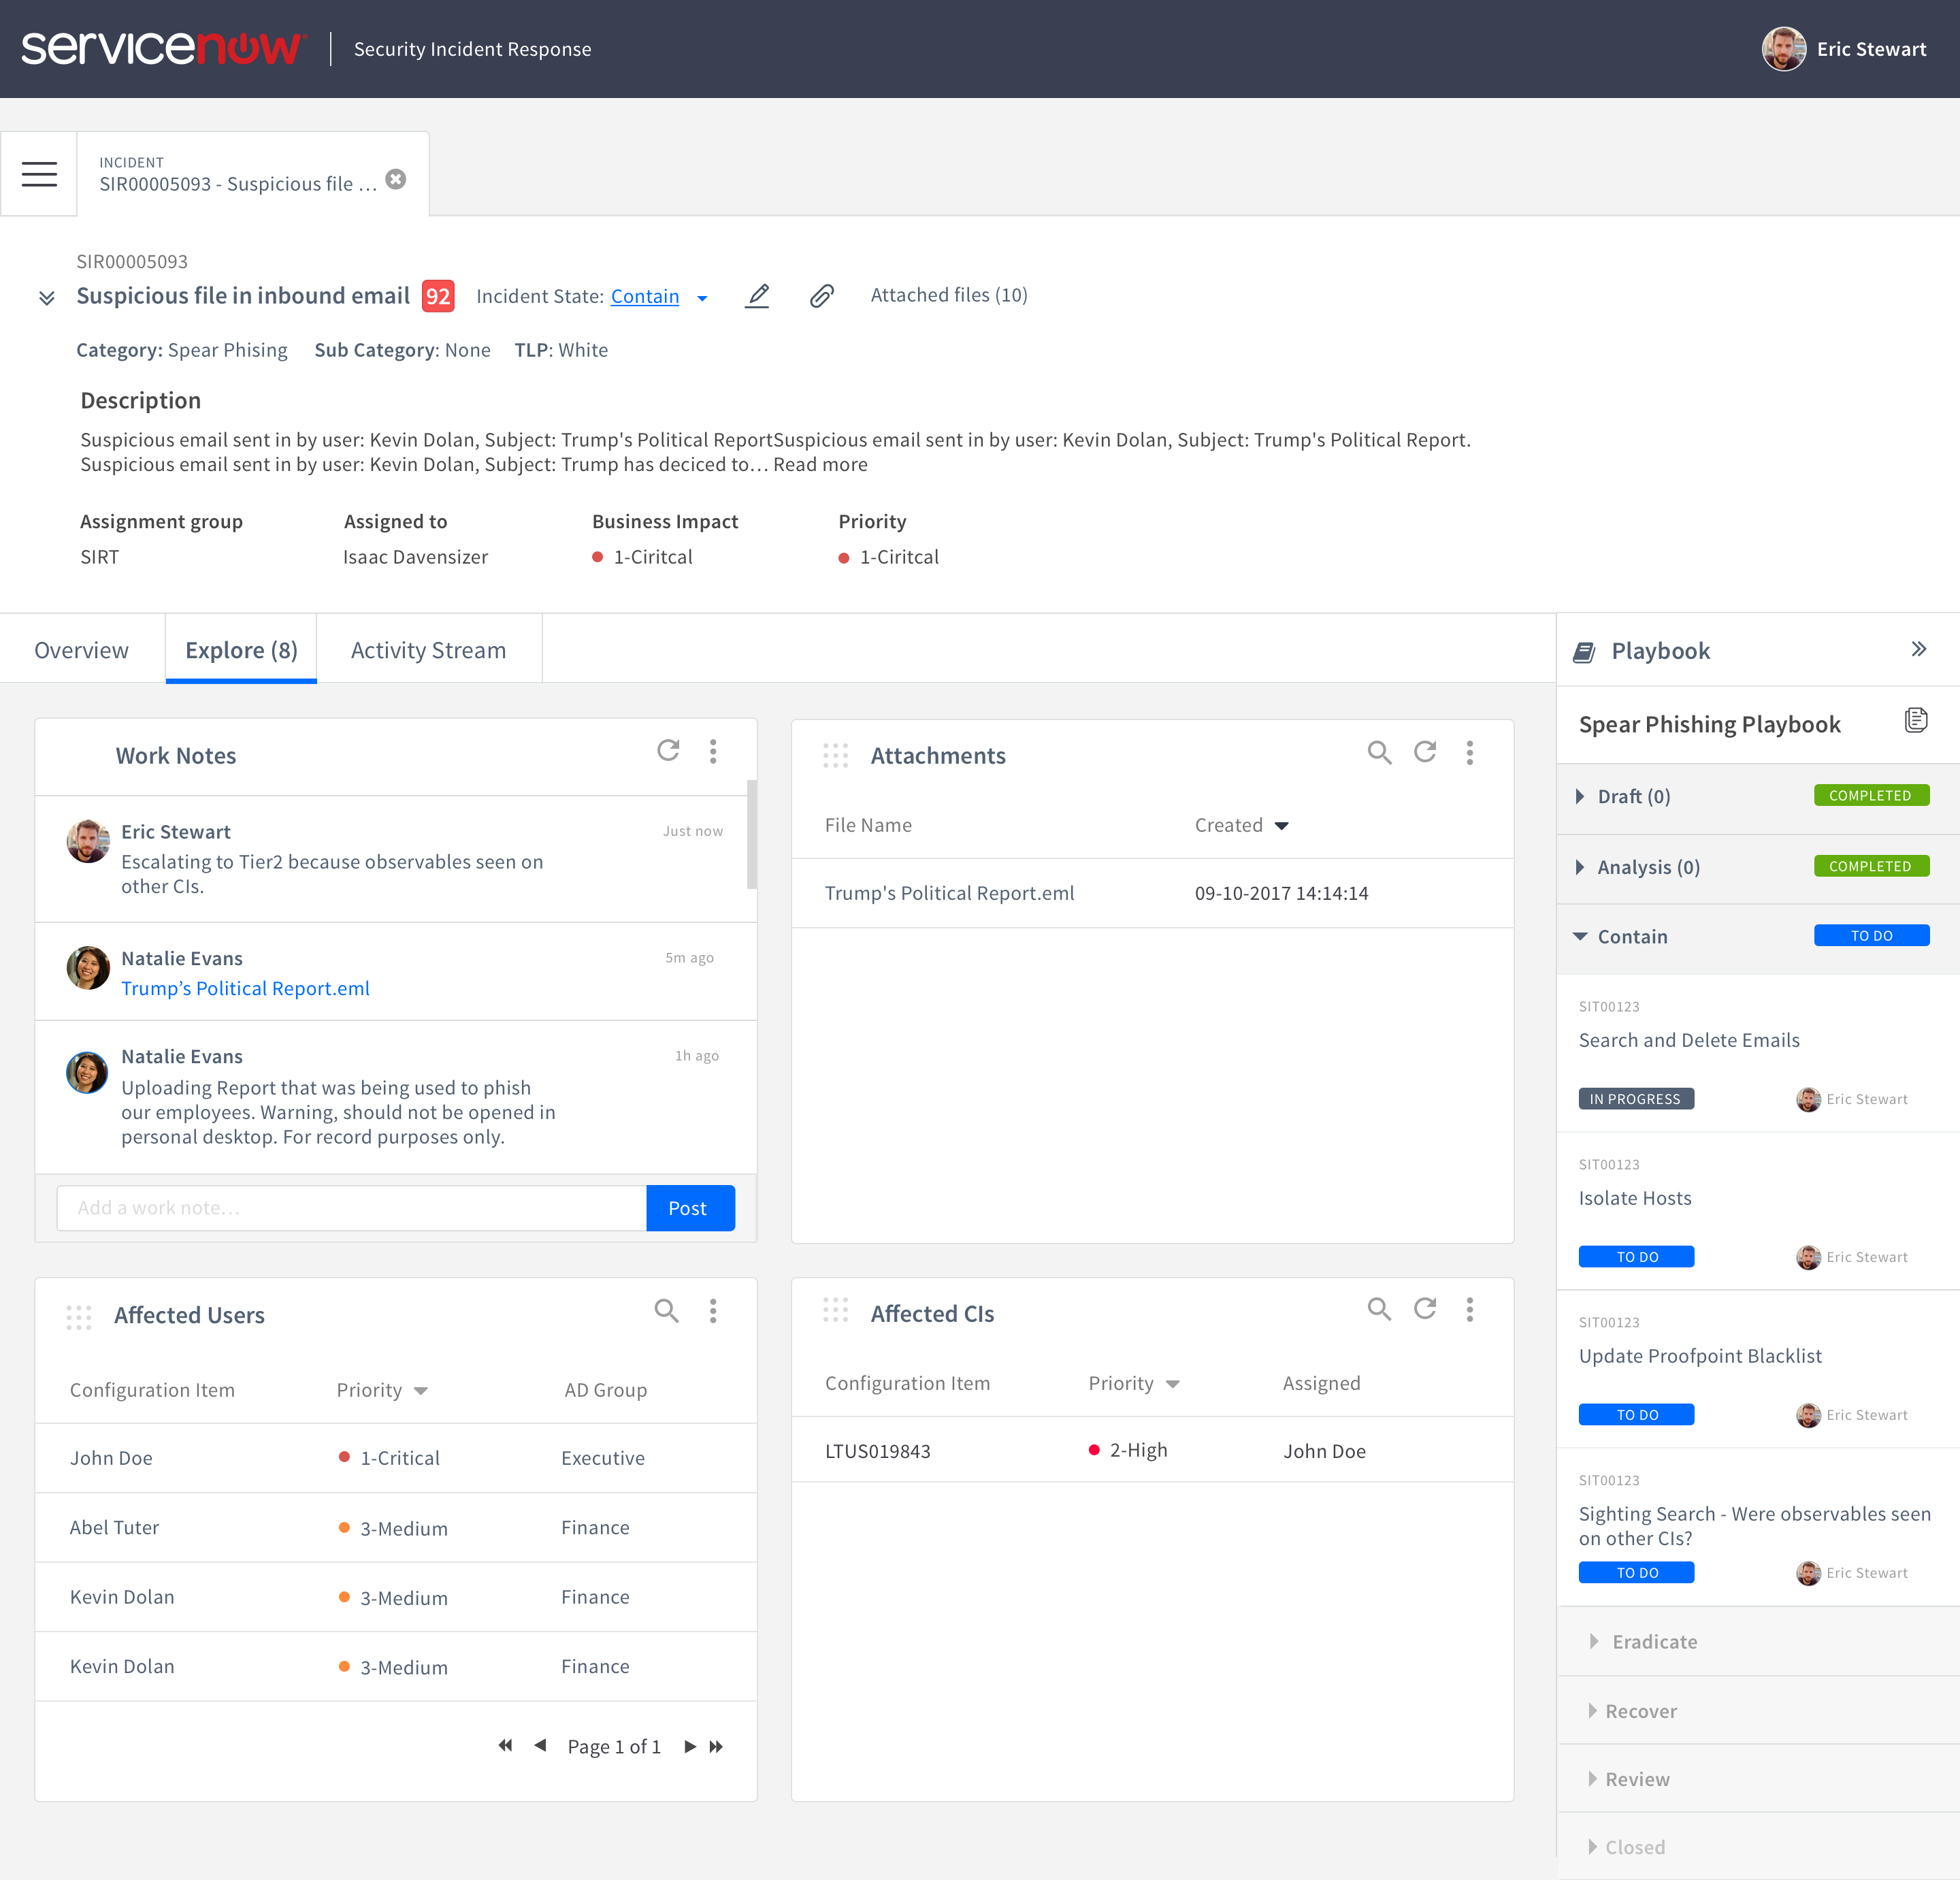 servicenow
Security Incident Response
Eric Stewart
INCIDENT
SIR00005093 - Suspicious file ...
SIR00005093
Suspicious file in inbound email 92 Incident State: Contain Attached files (10)
Category: Spear Phising Sub Category: None TLP: White
Description
Suspicious email sent in by user: Kevin Dolan, Subject: Trump's Political ReportSuspicious email sent in by user: Kevin Dolan, Subject: Trump's Political Report.
Suspicious email sent in by user: Kevin Dolan, Subject: Trump has deciced to... Read more
Assignment group Assigned to Business Impact Priority
SIRT Isaac Davensizer 1-Ciritcal 1-Ciritcal
Overview Explore (8) Activity Stream
Work Notes
Eric Stewart Just now
Escalating to Tier2 because observables seen on
other CIs.
Natalie Evans 5m ago
Trump’s Political Report.eml
Natalie Evans 1h ago
Uploading Report that was being used to phish
our employees. Warning, should not be opened in
personal desktop. For record purposes only.
Add a work note... Post
Attachments
File Name Created
Trump's Political Report.eml 09-10-2017 14:14:14
Affected Users
Configuration Item Priority AD Group
John Doe 1-Critical Executive
Abel Tuter 3-Medium Finance
Kevin Dolan 3-Medium Finance
Kevin Dolan 3-Medium Finance
Page 1 of 1
Affected CIs
Configuration Item Priority Assigned
LTUS019843 2-High John Doe
Playbook
Spear Phishing Playbook
Draft (0) COMPLETED
Analysis (0) COMPLETED
Contain TO DO
SIT00123
Search and Delete Emails
IN PROGRESS Eric Stewart
SIT00123
Isolate Hosts
TO DO Eric Stewart
SIT00123
Update Proofpoint Blacklist
TO DO Eric Stewart
SIT00123
Sighting Search - Were observables seen
on other CIs?
TO DO Eric Stewart
Eradicate
Recover
Review
Closed